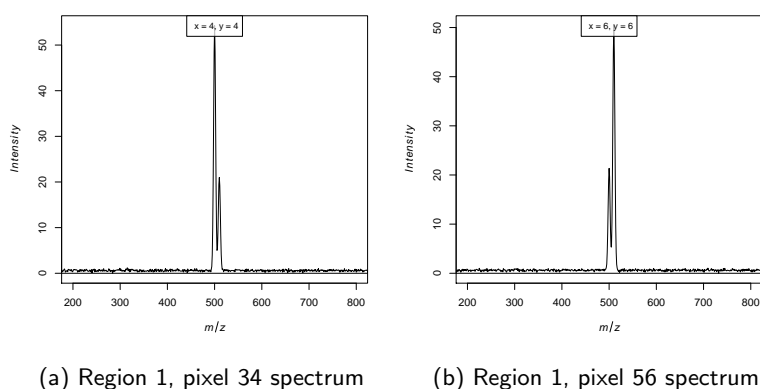 x = 4, y = 4
50
40
30
20
10
0
Intensity
200 300 400 500 600 700 800
m/z
(a) Region 1, pixel 34 spectrum
x = 6, y = 6
50
40
30
20
10
0
Intensity
200 300 400 500 600 700 800
m/z
(b) Region 1, pixel 56 spectrum